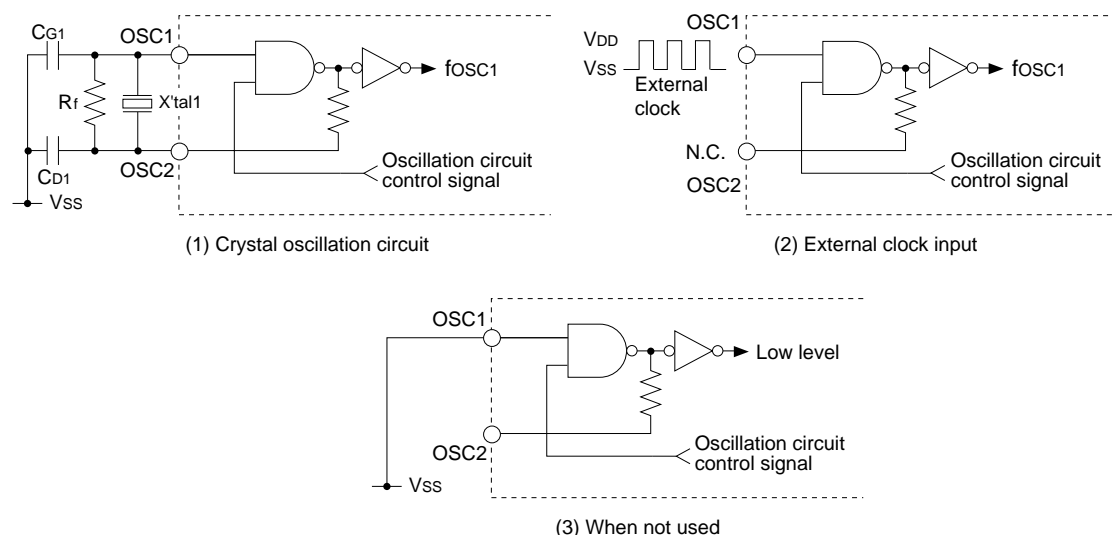 CG1
OSC1
fOSC1
Rf
X'tal1
OSC2
CD1
VSS
Oscillation circuit
control signal
(1) Crystal oscillation circuit
OSC1
VDD
VSS
External
clock
fOSC1
N.C.
OSC2
Oscillation circuit
control signal
(2) External clock input
OSC1
Low level
OSC2
VSS
Oscillation circuit
control signal
(3) When not used